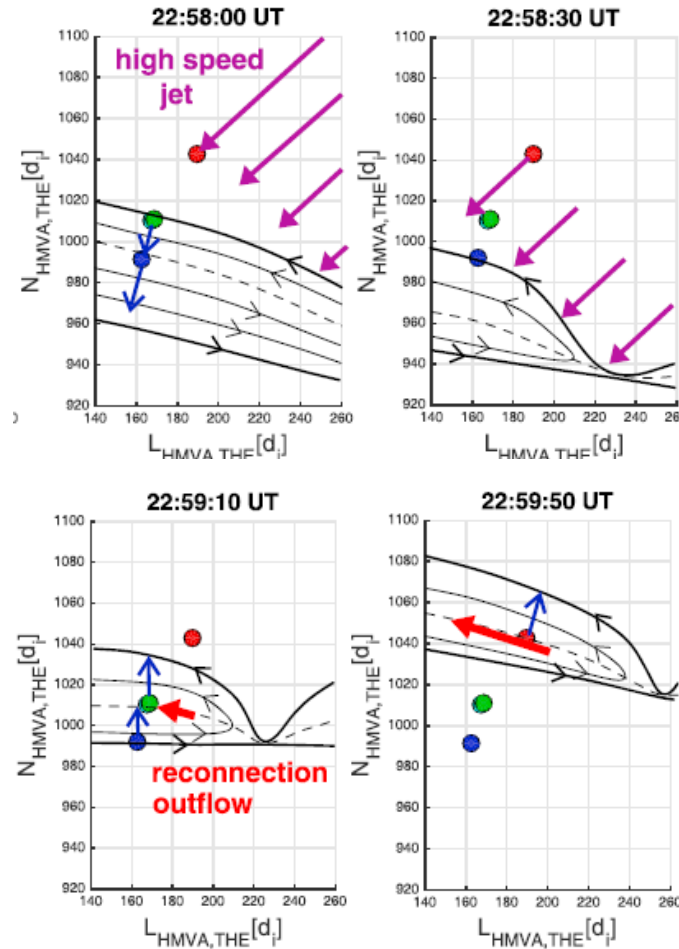 22:58:00 UT
22:58:30 UT
1100
1080
1060
1040
1020
1000
980
960
940
920
N_HMVA,THE[d_i]
high speed
jet
140 160 180 200 220 240 260
L_HMVA,THE[d_i]
1100
1080
1060
1040
1020
1000
980
960
940
920
N_HMVA,THE[d_i]
140 160 180 200 220 240 260
L_HMVA,THE[d_i]
22:59:10 UT
22:59:50 UT
1100
1080
1060
1040
1020
1000
980
960
940
920
N_HMVA,THE[d_i]
reconnection
outflow
140 160 180 200 220 240 260
L_HMVA,THE[d_i]
1100
1080
1060
1040
1020
1000
980
960
940
920
N_HMVA,THE[d_i]
140 160 180 200 220 240 260
L_HMVA,THE[d_i]